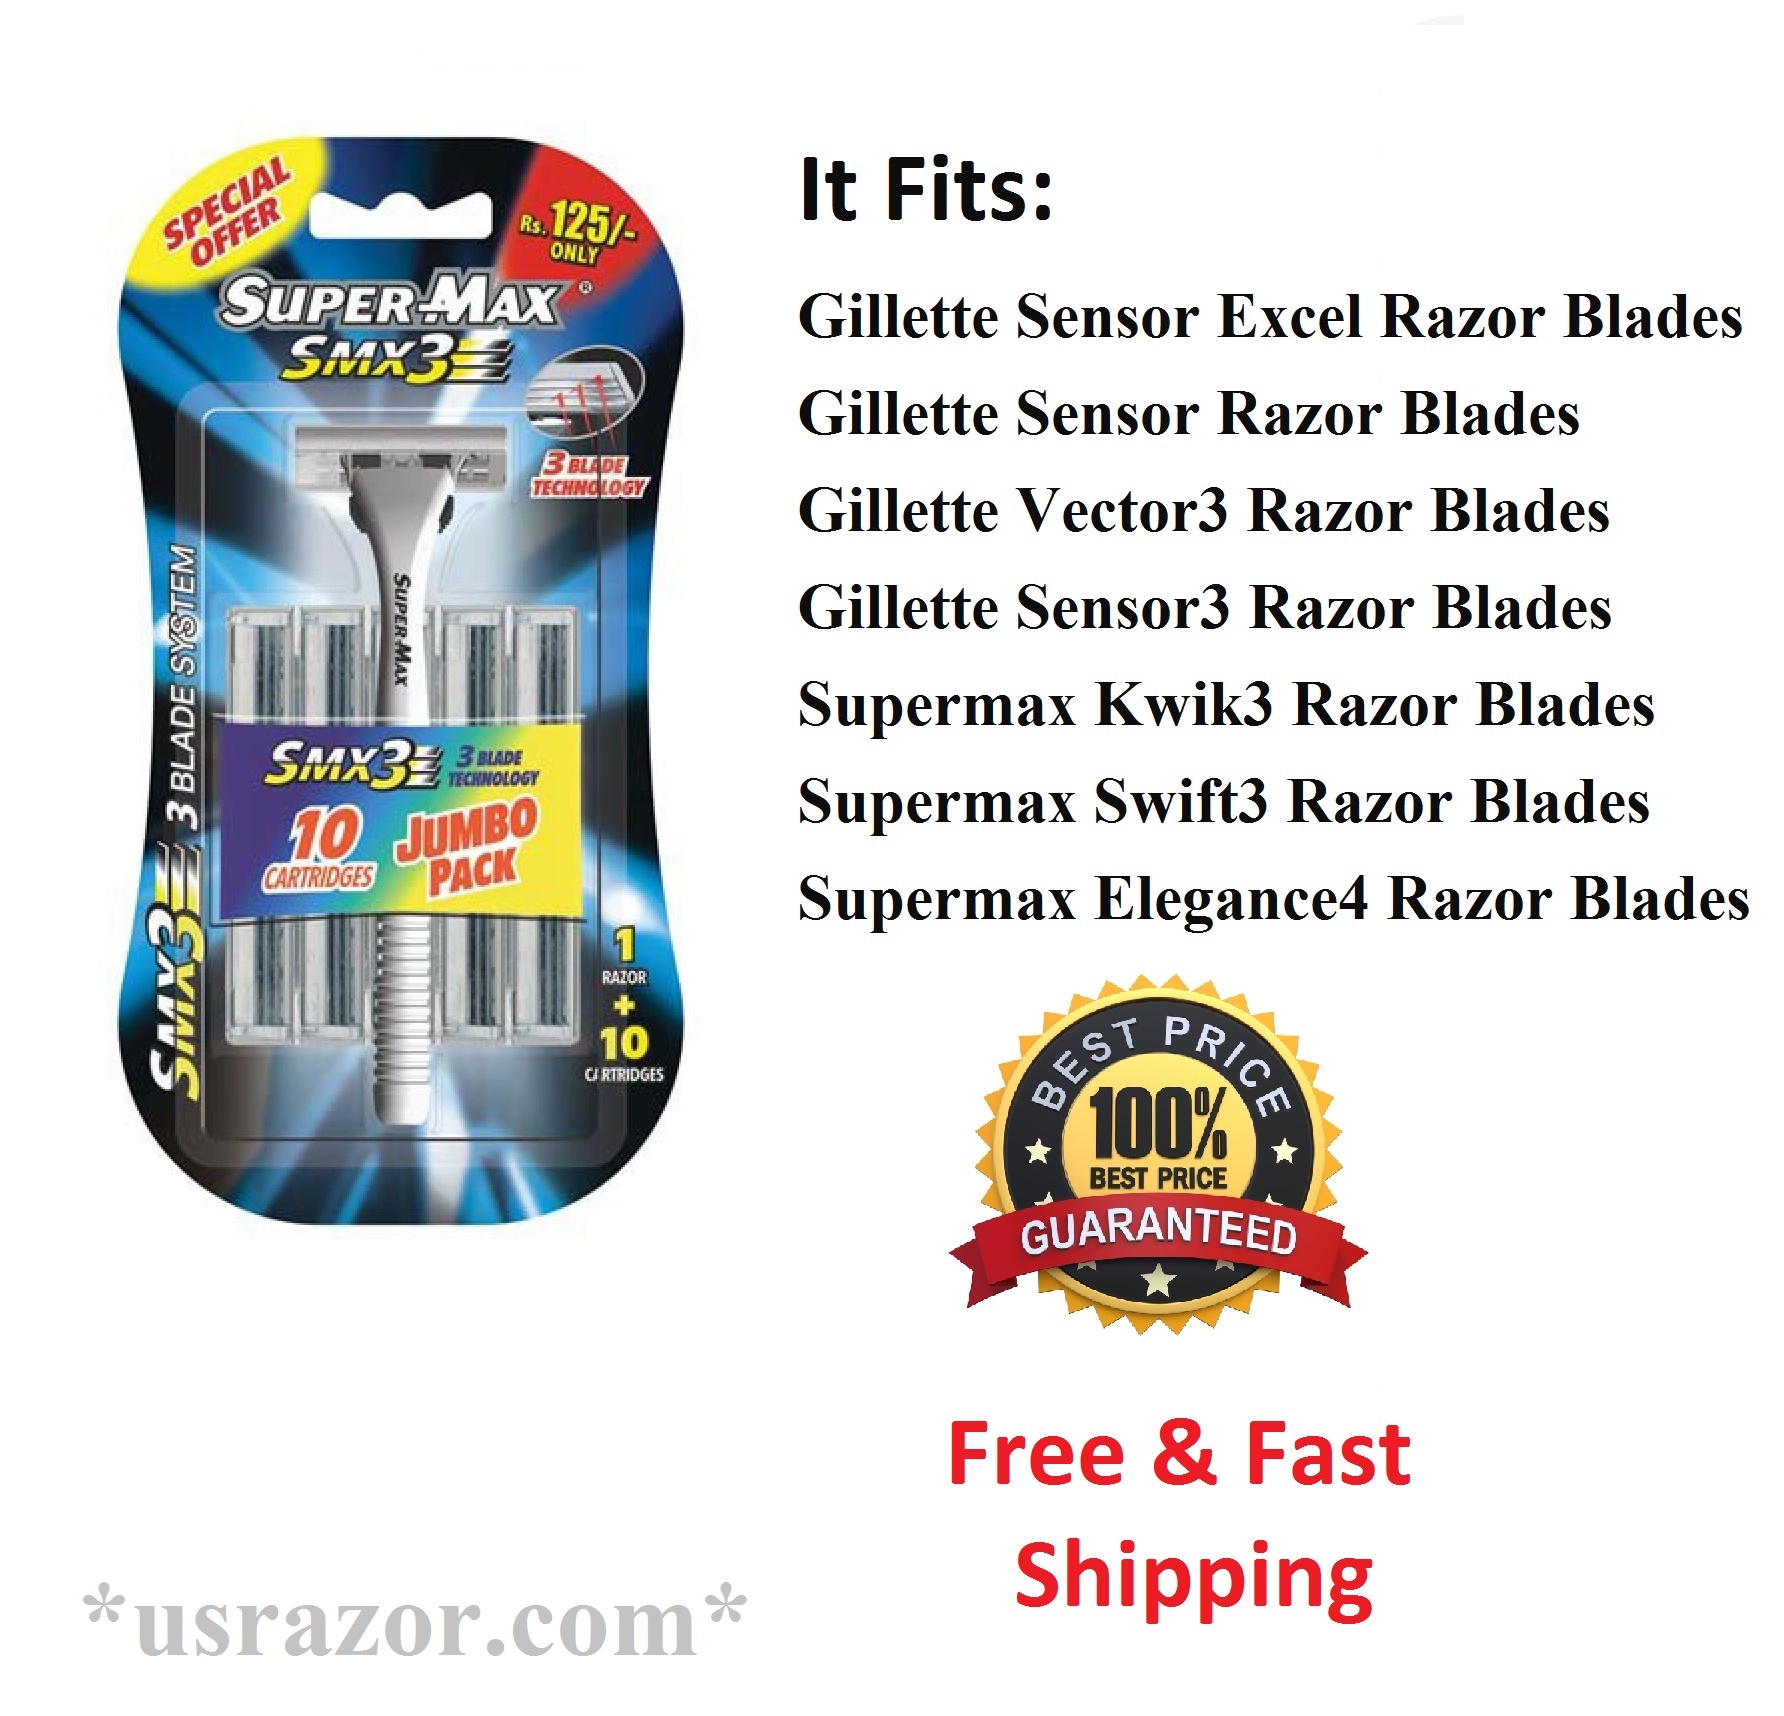 SPECIAL
OFFER
Rs. 125/-
ONLY
SUPER-MAX®
SMX3
3 BLADE
TECHNOLOGY
SUPER-MAX
SMX3 3 BLADE SYSTEM
SMX3 3 BLADE
TECHNOLOGY
10
CARTRIDGES
JUMBO
PACK
1
RAZOR
+
10
CARTRIDGES
It Fits:
Gillette Sensor Excel Razor Blades
Gillette Sensor Razor Blades
Gillette Vector3 Razor Blades
Gillette Sensor3 Razor Blades
Supermax Kwik3 Razor Blades
Supermax Swift3 Razor Blades
Supermax Elegance4 Razor Blades
BEST PRICE
100%
BEST PRICE
GUARANTEED
Free & Fast
Shipping
*usrazor.com*